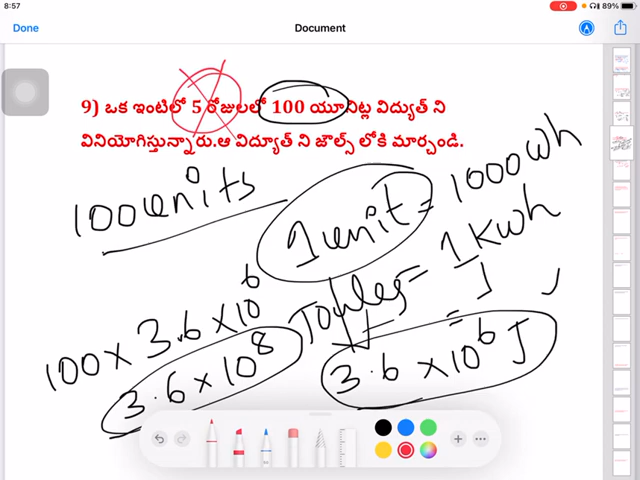 8:57
89%
Done
Document
9) ఒక ఇంటిలో 5 రోజులలో 100 యూనిట్ల విద్యుత్ ని
వినియోగిస్తున్నారు.ఆ విద్యుత్ ని జౌల్స్ లోకి మార్చండి.
100 units
1 unit = 1000 wh
= 1 Kwh
100 × 3.6 × 10⁶ Joules
3.6 × 10⁸
= 3.6 × 10⁶ J